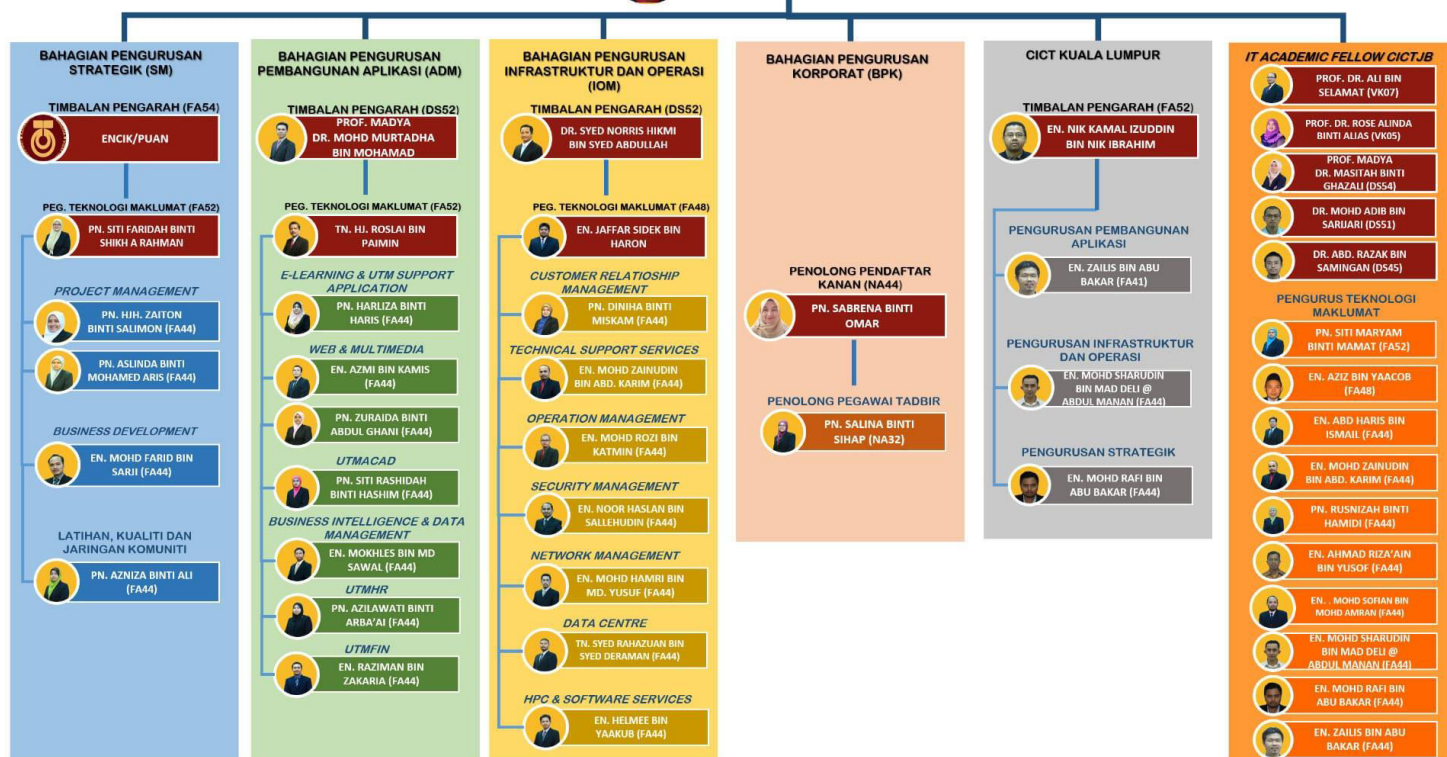 BAHAGIAN PENGURUSAN
STRATEGIK (SM)
TIMBALAN PENGARAH (FA54)
ENCIK/PUAN
PEG. TEKNOLOGI MAKLUMAT (FA52)
PN. SITI FARIDAH BINTI
SHIKH A RAHMAN
PROJECT MANAGEMENT
PN. HJH. ZAITON
BINTI SALIMON (FA44)
PN. ASLINDA BINTI
MOHAMED ARIS (FA44)
BUSINESS DEVELOPMENT
EN. MOHD FARID BIN
SARJI (FA44)
LATIHAN, KUALITI DAN
JARINGAN KOMUNITI
PN. AZNIZA BINTI ALI
(FA44)
BAHAGIAN PENGURUSAN
PEMBANGUNAN APLIKASI (ADM)
TIMBALAN PENGARAH (DS52)
PROF. MADYA
DR. MOHD MURTADHA
BIN MOHAMAD
PEG. TEKNOLOGI MAKLUMAT (FA52)
TN. HJ. ROSLAI BIN
PAIMIN
E-LEARNING & UTM SUPPORT
APPLICATION
PN. HARLIZA BINTI
HARIS (FA44)
WEB & MULTIMEDIA
EN. AZMI BIN KAMIS
(FA44)
PN. ZURAIDA BINTI
ABDUL GHANI (FA44)
UTMACAD
PN. SITI RASHIDAH
BINTI HASHIM (FA44)
BUSINESS INTELLIGENCE & DATA
MANAGEMENT
EN. MOKHLES BIN MD
SAWAL (FA44)
UTMHR
PN. AZILAWATI BINTI
ARBA'AI (FA44)
UTMFIN
EN. RAZIMAN BIN
ZAKARIA (FA44)
BAHAGIAN PENGURUSAN
INFRASTRUKTUR DAN OPERASI
(IOM)
TIMBALAN PENGARAH (DS52)
DR. SYED NORRIS HIKMI
BIN SYED ABDULLAH
PEG. TEKNOLOGI MAKLUMAT (FA48)
EN. JAFFAR SIDEK BIN
HARON
CUSTOMER RELATIOSHIP
MANAGEMENT
PN. DINIHA BINTI
MISKAM (FA44)
TECHNICAL SUPPORT SERVICES
EN. MOHD ZAINUDIN
BIN ABD. KARIM (FA44)
OPERATION MANAGEMENT
EN. MOHD ROZI BIN
KATMIN (FA44)
SECURITY MANAGEMENT
EN. NOOR HASLAN BIN
SALLEHUDIN (FA44)
NETWORK MANAGEMENT
EN. MOHD HAMRI BIN
MD. YUSUF (FA44)
DATA CENTRE
TN. SYED RAHAZUAN BIN
SYED DERAMAN (FA44)
HPC & SOFTWARE SERVICES
EN. HELMEE BIN
YAAKUB (FA44)
BAHAGIAN PENGURUSAN
KORPORAT (BPK)
PENOLONG PENDAFTAR
KANAN (NA44)
PN. SABRENA BINTI
OMAR
PENOLONG PEGAWAI TADBIR
PN. SALINA BINTI
SIHAP (NA32)
CICT KUALA LUMPUR
TIMBALAN PENGARAH (FA52)
EN. NIK KAMAL IZUDDIN
BIN NIK IBRAHIM
PENGURUSAN PEMBANGUNAN
APLIKASI
EN. ZAILIS BIN ABU
BAKAR (FA41)
PENGURUSAN INFRASTRUKTUR
DAN OPERASI
EN. MOHD SHARUDIN
BIN MAD DELI @
ABDUL MANAN (FA44)
PENGURUSAN STRATEGIK
EN. MOHD RAFI BIN
ABU BAKAR (FA44)
IT ACADEMIC FELLOW CICTJB
PROF. DR. ALI BIN
SELAMAT (VK07)
PROF. DR. ROSE ALINDA
BINTI ALIAS (VK05)
PROF. MADYA
DR. MASITAH BINTI
GHAZALI (DS54)
DR. MOHD ADIB BIN
SARIJARI (DS51)
DR. ABD. RAZAK BIN
SAMINGAN (DS45)
PENGURUS TEKNOLOGI
MAKLUMAT
PN. SITI MARYAM
BINTI MAMAT (FA52)
EN. AZIZ BIN YAACOB
(FA48)
EN. ABD HARIS BIN
ISMAIL (FA44)
EN. MOHD ZAINUDIN
BIN ABD. KARIM (FA44)
PN. RUSNIZAH BINTI
HAMIDI (FA44)
EN. AHMAD RIZA'AIN
BIN YUSOF (FA44)
EN. . MOHD SOFIAN BIN
MOHD AMRAN (FA44)
EN. MOHD SHARUDIN
BIN MAD DELI @
ABDUL MANAN (FA44)
EN. MOHD RAFI BIN
ABU BAKAR (FA44)
EN. ZAILIS BIN ABU
BAKAR (FA44)